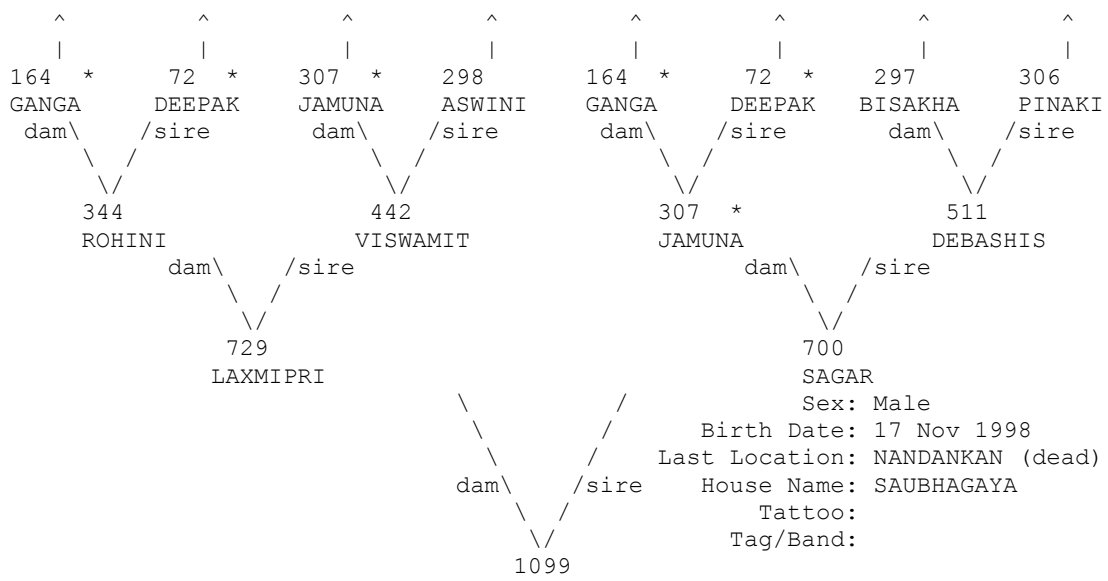 ^ ^ ^ ^ ^ ^ ^ ^
| | | | | | | |
164 * 72 * 307 * 298 164 * 72 * 297 306
GANGA DEEPAK JAMUNA ASWINI GANGA DEEPAK BISAKHA PINAKI
dam\ /sire dam\ /sire dam\ /sire dam\ /sire
\ / \ / \ / \ /
\/ \/ \/ \/
344 442 307 * 511
ROHINI VISWAMIT JAMUNA DEBASHIS
dam\ /sire dam\ /sire
\ / \ /
\/ \/
729 700
LAXMIPRI SAGAR
\ / Sex: Male
\ / Birth Date: 17 Nov 1998
\ / Last Location: NANDANKAN (dead)
dam\ /sire House Name: SAUBHAGAYA
\ / Tattoo:
\/ Tag/Band:
1099